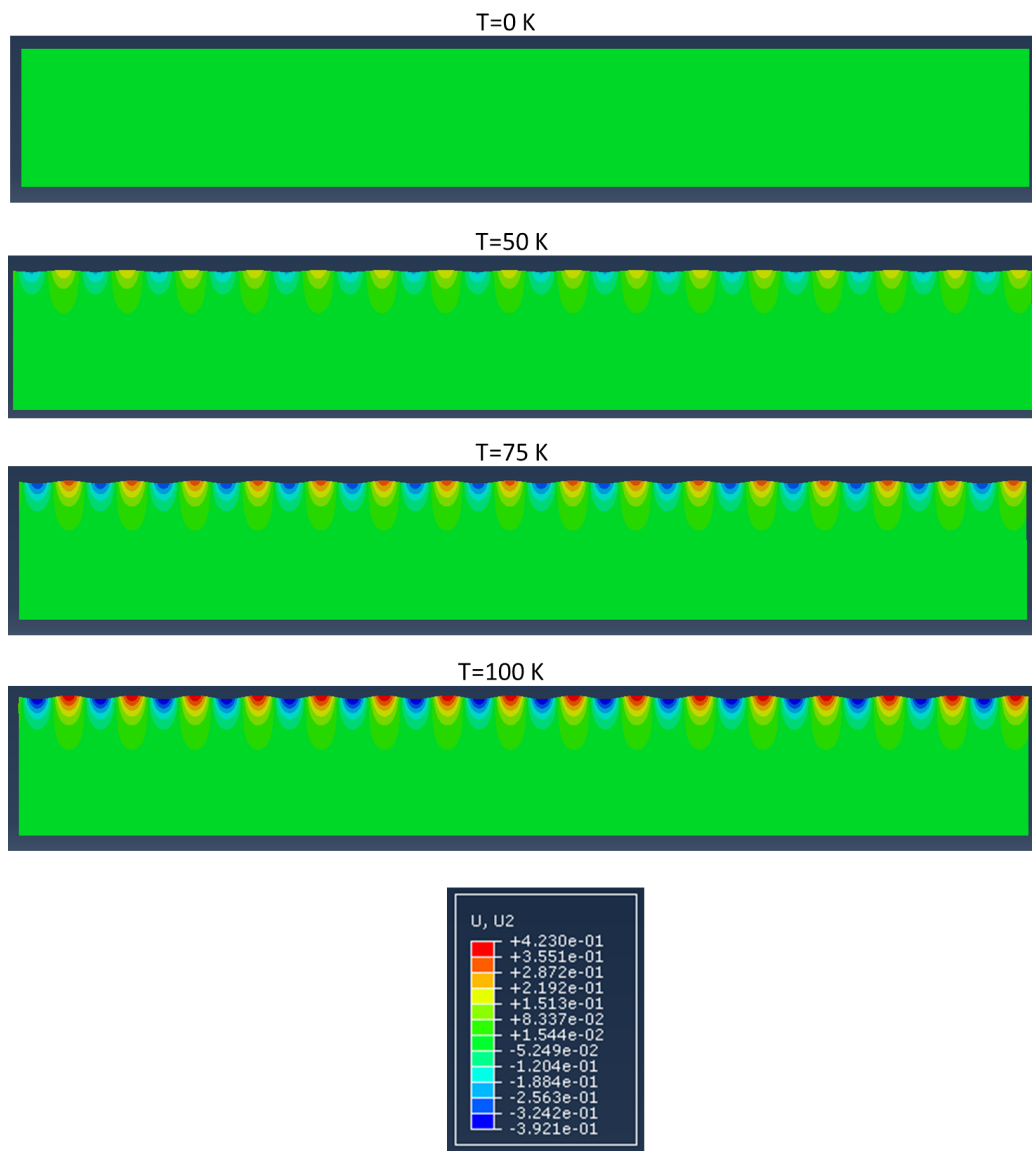 T=0 K
T=50 K
T=75 K
T=100 K
U, U2
+4.230e-01
+3.551e-01
+2.872e-01
+2.192e-01
+1.513e-01
+8.337e-02
+1.544e-02
-5.249e-02
-1.204e-01
-1.884e-01
-2.563e-01
-3.242e-01
-3.921e-01